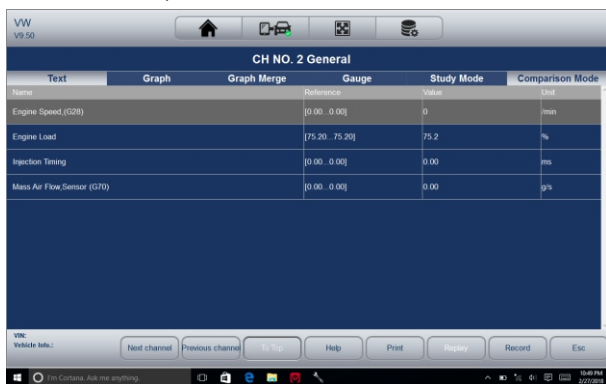 VW
V9.50
CH NO. 2 General
Text Graph Graph Merge Gauge Study Mode Comparison Mode
Name Reference Value Unit
Engine Speed,(G28) [0.00...0.00] 0 /min
Engine Load [75.20...75.20] 75.2 %
Injection Timing [0.00...0.00] 0.00 ms
Mass Air Flow,Sensor (G70) [0.00...0.00] 0.00 g/s
VIN:
Vehicle Info.:
Next channel Previous channel To Top Help Print Replay Record Esc
I'm Cortana. Ask me anything. 10:49 PM
2/27/2018